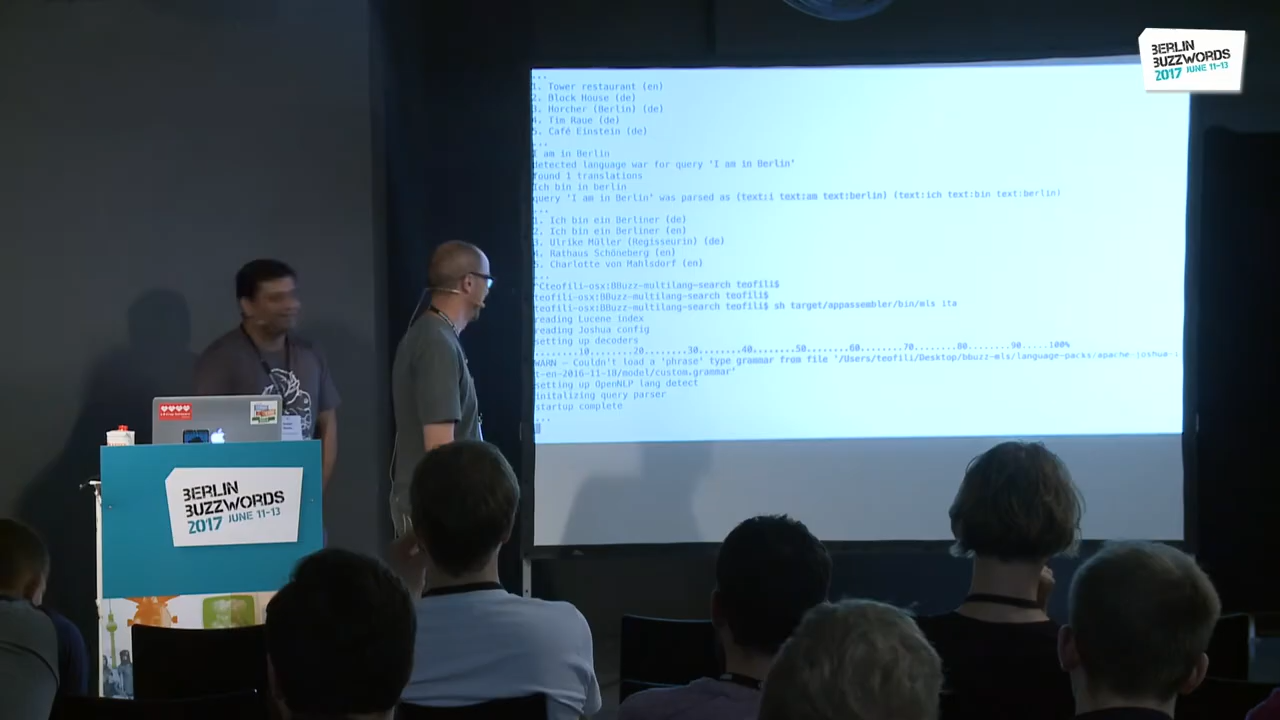 BERLIN
BUZZWORDS
2017 JUNE 11-13
...
1. Tower restaurant (en)
2. Block House (de)
3. Horcher (Berlin) (de)
4. Tim Raue (de)
5. Café Einstein (de)
...
I am in Berlin
detected language war for query 'I am in Berlin'
found 1 translations
Ich bin in berlin
query 'I am in Berlin' was parsed as (text:i text:am text:berlin) (text:ich text:bin text:berlin)
...
1. Ich bin ein Berliner (de)
2. Ich bin ein Berliner (en)
3. Ulrike Müller (Regisseurin) (de)
4. Rathaus Schöneberg (en)
5. Charlotte von Mahlsdorf (en)
...
^Cteofili-osx:BBuzz-multilang-search teofili$
teofili-osx:BBuzz-multilang-search teofili$
teofili-osx:BBuzz-multilang-search teofili$ sh target/appassembler/bin/mls ita
reading Lucene index
reading Joshua config
setting up decoders
.........10.........20.........30.........40.........50.........60.........70.........80.........90.....100%
WARN - Couldn't load a 'phrase' type grammar from file '/Users/teofili/Desktop/bbuzz-mls/language-packs/apache-joshua-i
t-en-2016-11-18/model/custom.grammar'
setting up OpenNLP lang detect
initalizing query parser
startup complete
...
BERLIN
BUZZWORDS
2017 JUNE 11-13